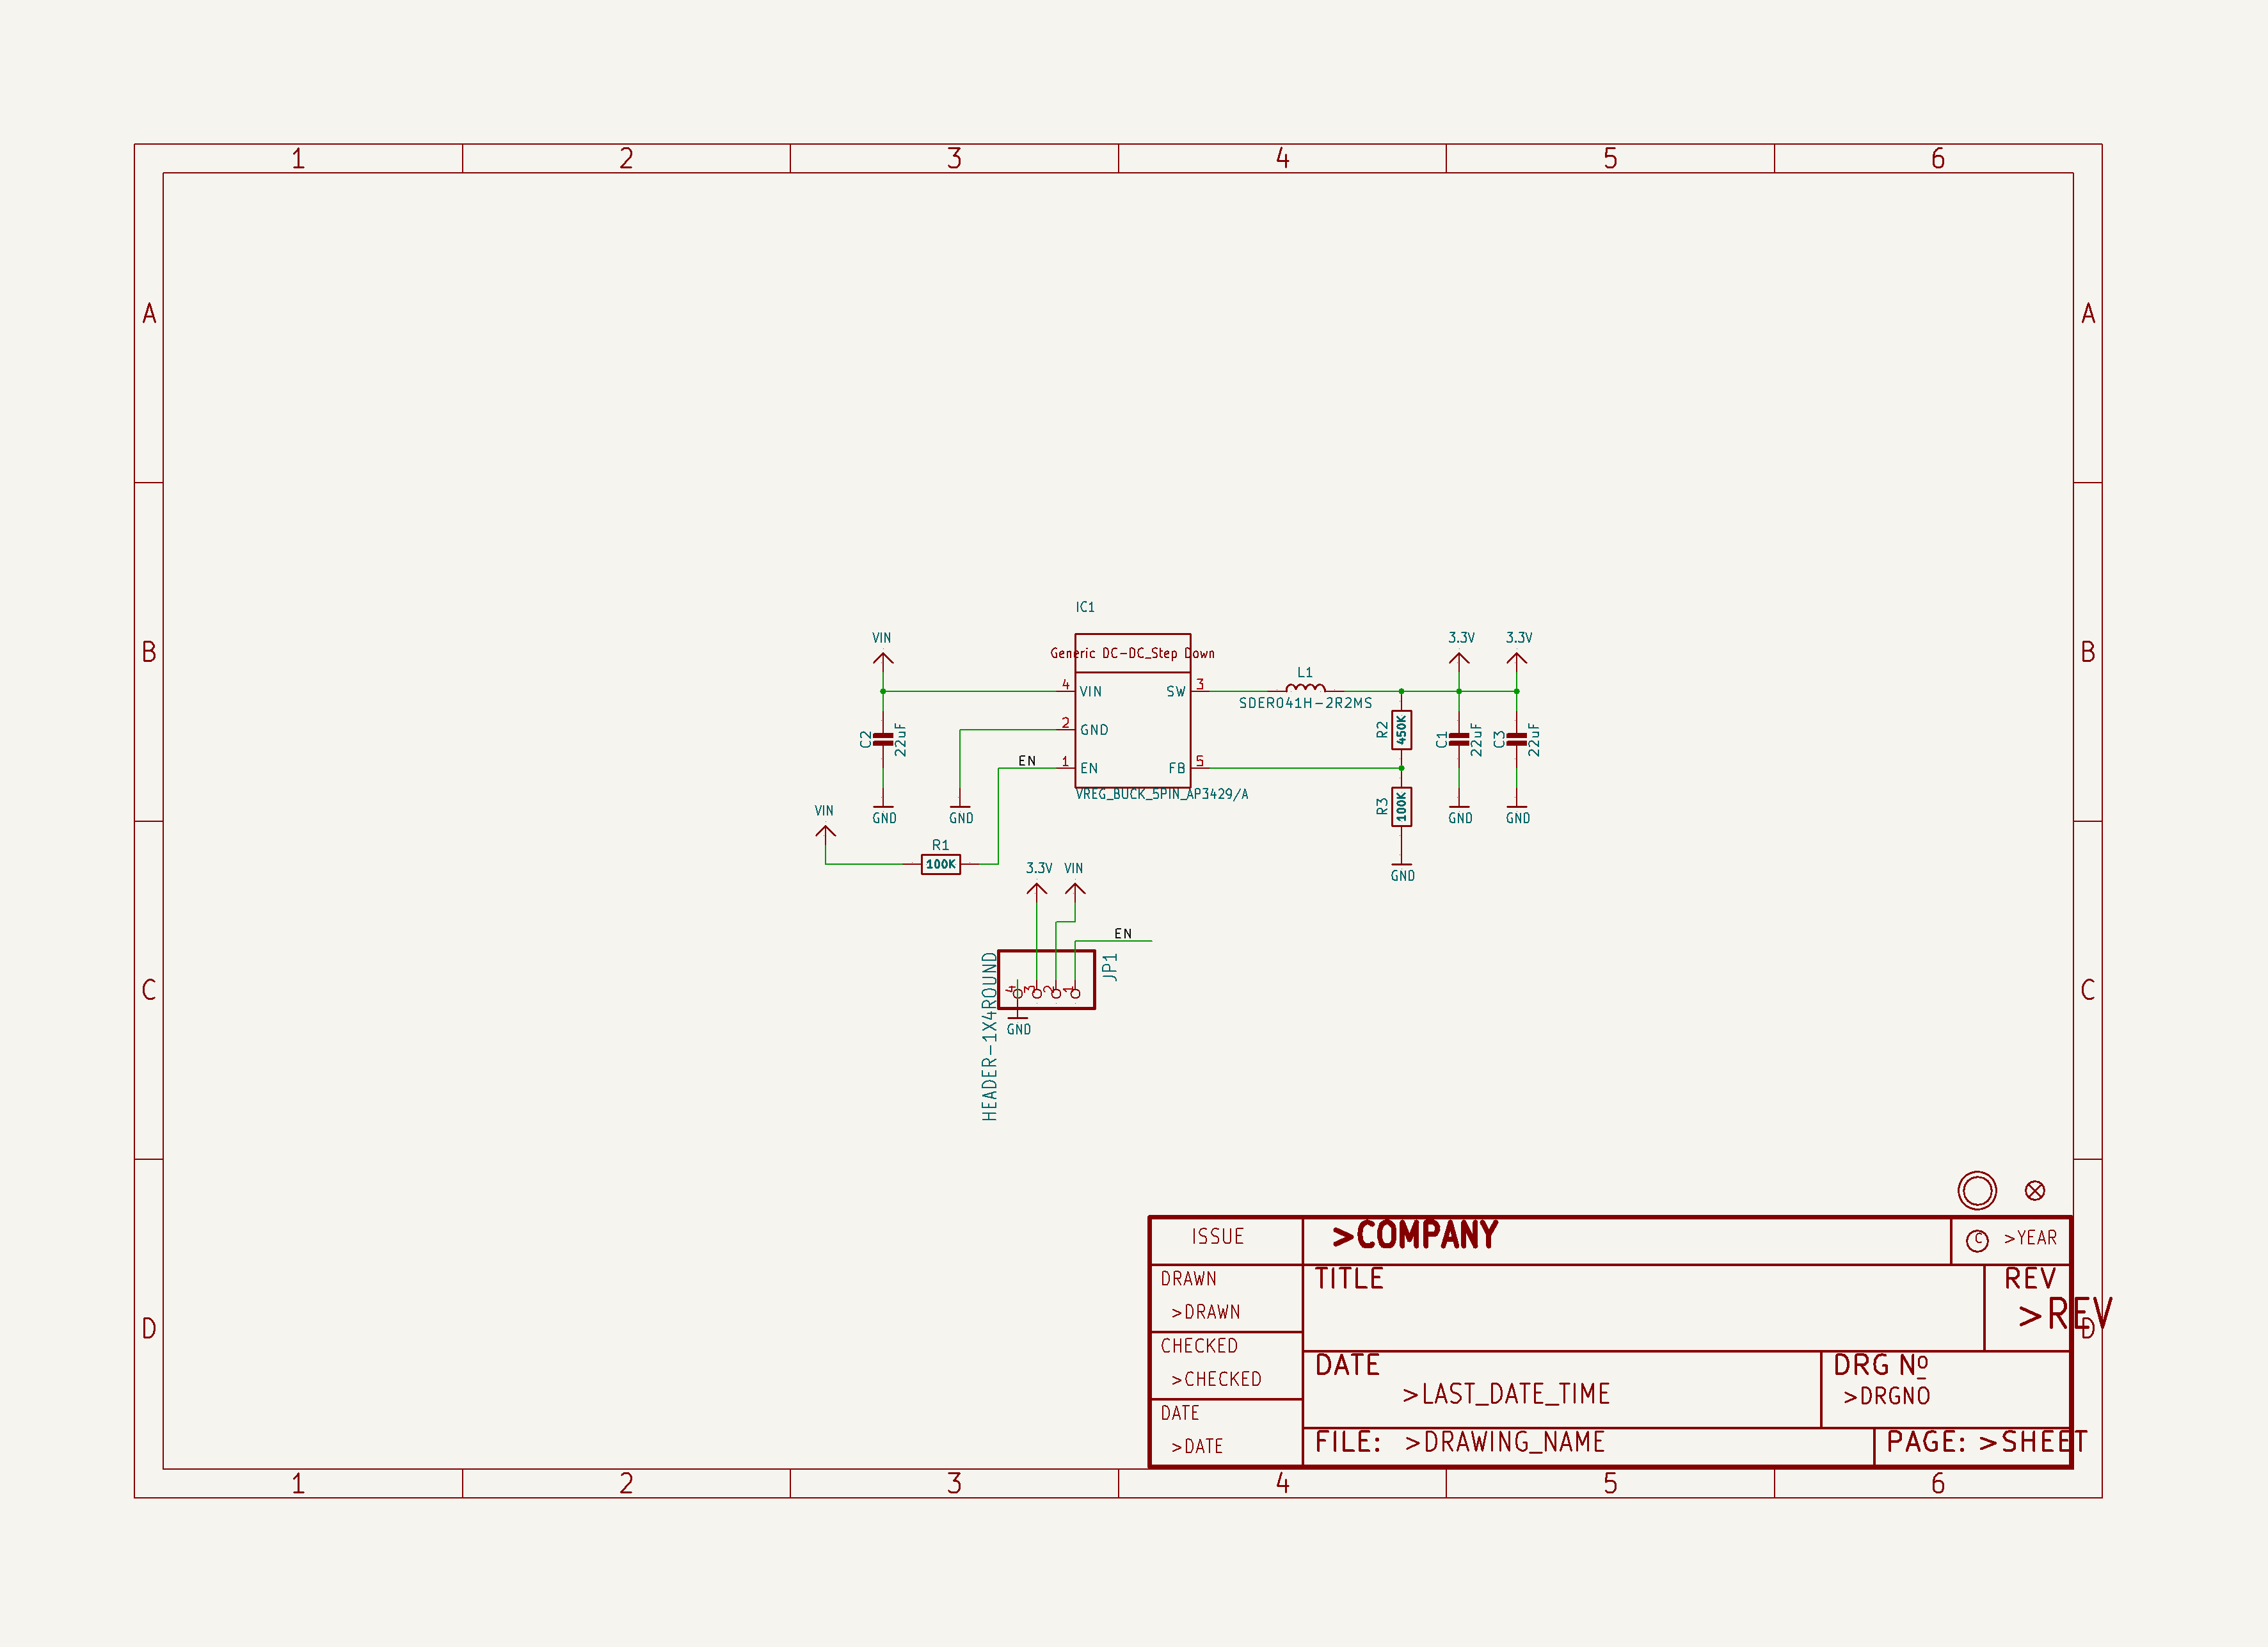 1 2 3 4 5 6
A A
IC1
VIN 3.3V 3.3V
B B
Generic DC-DC_Step Down
L1
4 VIN SW 3
SDER041H-2R2MS
2 GND
C2 22uF R2 450K C1 22uF C3 22uF
EN 1 EN FB 5
VREG_BUCK_5PIN_AP3429/A
R3 100K
VIN GND GND GND GND
R1
100K
3.3V VIN GND
EN
HEADER-1X4ROUND JP1
4 3 2 1
C C
GND
ISSUE >COMPANY C >YEAR
DRAWN TITLE REV
>DRAWN >REV
D D
CHECKED DATE DRG Nº
>CHECKED >LAST_DATE_TIME >DRGNO
DATE
>DATE FILE: >DRAWING_NAME PAGE: >SHEET
1 2 3 4 5 6